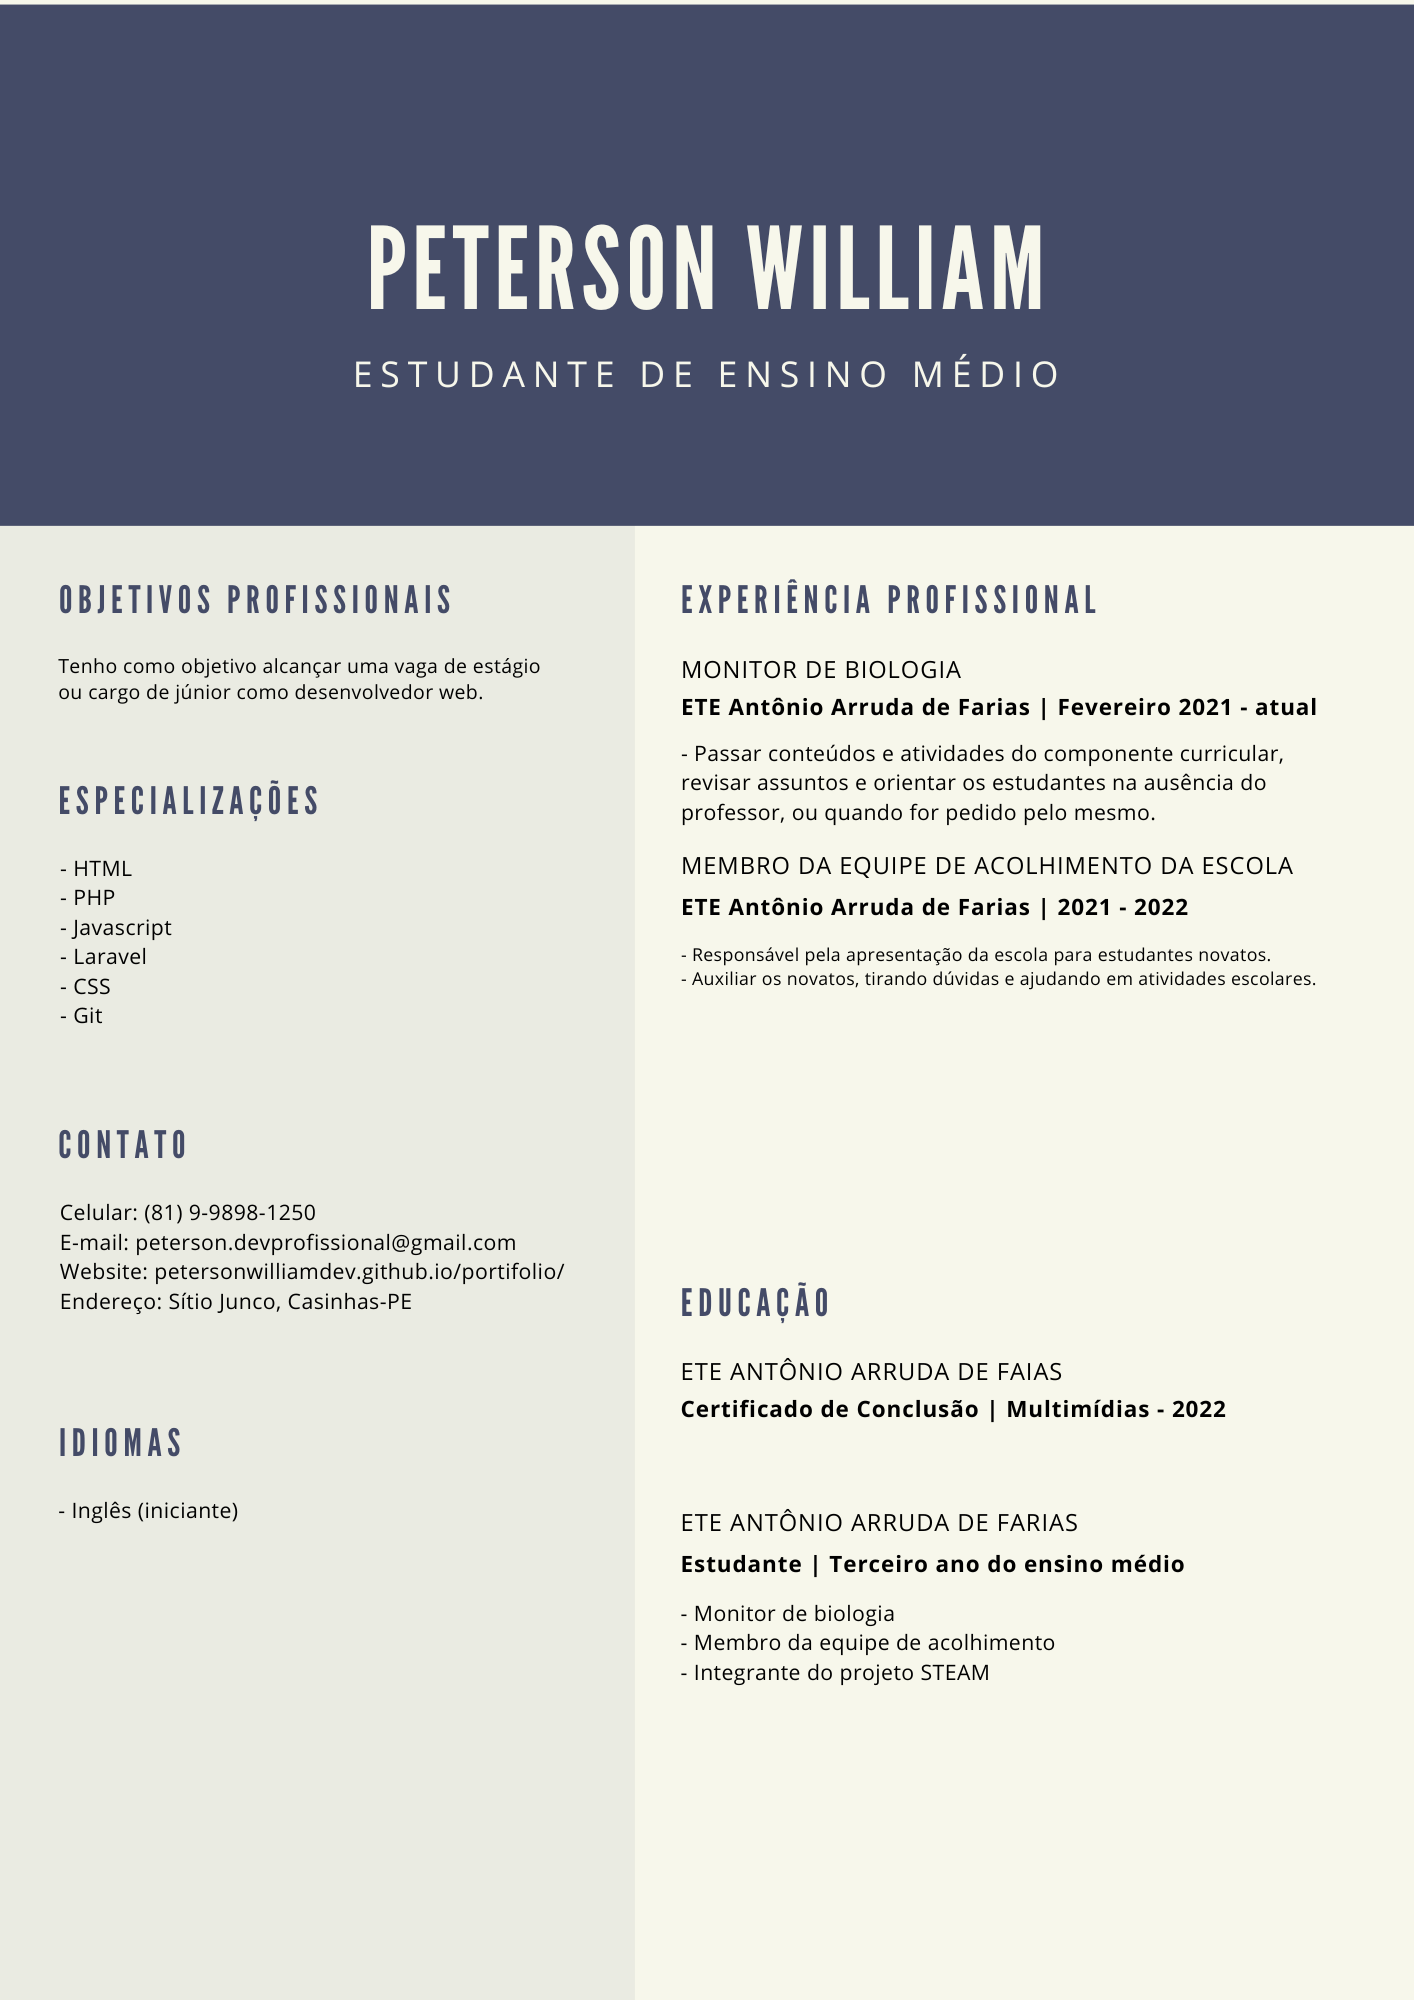 PETERSON WILLIAM
ESTUDANTE DE ENSINO MÉDIO
OBJETIVOS PROFISSIONAIS
Tenho como objetivo alcançar uma vaga de estágio
ou cargo de júnior como desenvolvedor web.
ESPECIALIZAÇÕES
- HTML
- PHP
- Javascript
- Laravel
- CSS
- Git
CONTATO
Celular: (81) 9-9898-1250
E-mail: peterson.devprofissional@gmail.com
Website: petersonwilliamdev.github.io/portifolio/
Endereço: Sítio Junco, Casinhas-PE
IDIOMAS
- Inglês (iniciante)
EXPERIÊNCIA PROFISSIONAL
MONITOR DE BIOLOGIA
ETE Antônio Arruda de Farias | Fevereiro 2021 - atual
- Passar conteúdos e atividades do componente curricular,
revisar assuntos e orientar os estudantes na ausência do
professor, ou quando for pedido pelo mesmo.
MEMBRO DA EQUIPE DE ACOLHIMENTO DA ESCOLA
ETE Antônio Arruda de Farias | 2021 - 2022
- Responsável pela apresentação da escola para estudantes novatos.
- Auxiliar os novatos, tirando dúvidas e ajudando em atividades escolares.
EDUCAÇÃO
ETE ANTÔNIO ARRUDA DE FAIAS
Certificado de Conclusão | Multimídias - 2022
ETE ANTÔNIO ARRUDA DE FARIAS
Estudante | Terceiro ano do ensino médio
- Monitor de biologia
- Membro da equipe de acolhimento
- Integrante do projeto STEAM